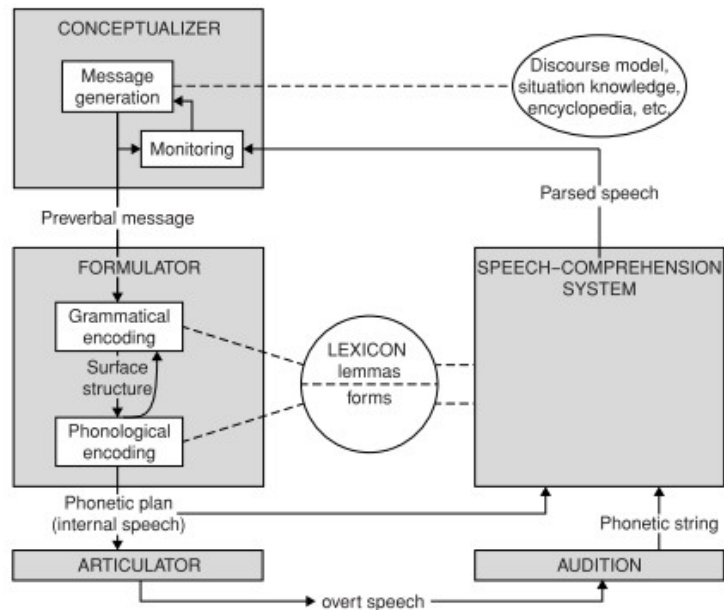 CONCEPTUALIZER
Message
generation
Monitoring
Discourse model,
situation knowledge,
encyclopedia, etc.
Parsed speech
Preverbal message
FORMULATOR
Grammatical
encoding
Surface
structure
Phonological
encoding
LEXICON
lemmas
forms
SPEECH–COMPREHENSION
SYSTEM
Phonetic plan
(internal speech)
Phonetic string
ARTICULATOR
AUDITION
overt speech